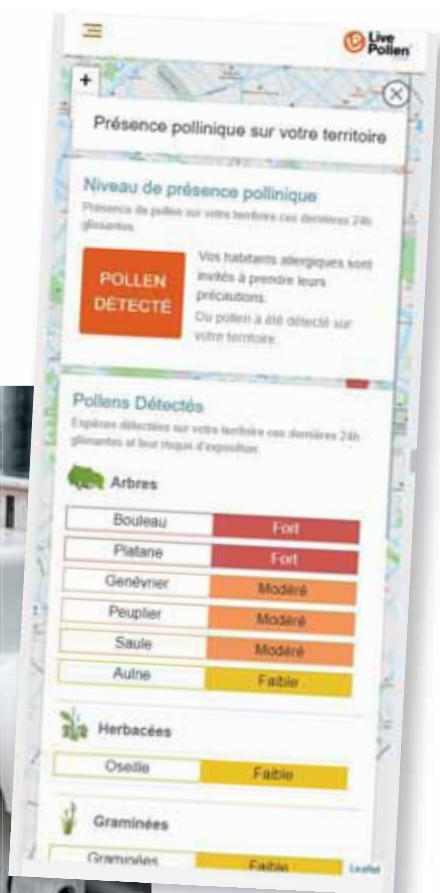 Live
Pollen
+
Présence pollinique sur votre territoire
Niveau de présence pollinique
Présence de pollen sur votre territoire ces dernières 24h
glissantes.
POLLEN
DÉTECTÉ
Vos habitants allergiques sont
invités à prendre leurs
précautions.
Du pollen a été détecté sur
votre territoire.
Pollens Détectés
Espèces détectées sur votre territoire ces dernières 24h
glissantes et leur risque d'exposition.
Arbres
Bouleau Fort
Platane Fort
Genévrier Modéré
Peuplier Modéré
Saule Modéré
Aulne Faible
Herbacées
Oseille Faible
Graminées
Graminées Faible
Leaflet